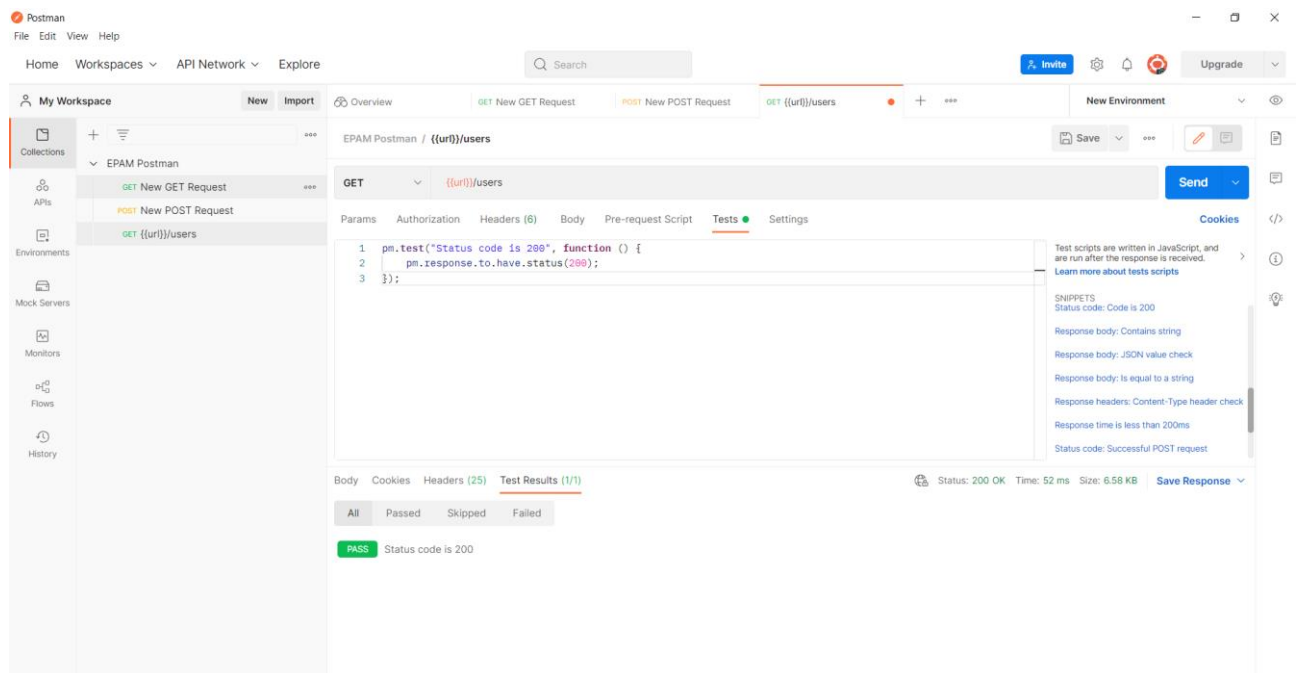 Postman
File Edit View Help
Home Workspaces API Network Explore
Search
Invite
Upgrade
My Workspace New Import
Overview GET New GET Request POST New POST Request GET {{url}}/users
New Environment
Collections
APIs
Environments
Mock Servers
Monitors
Flows
History
EPAM Postman
GET New GET Request
POST New POST Request
GET {{url}}/users
EPAM Postman / {{url}}/users
Save
GET {{url}}/users
Send
Params Authorization Headers (6) Body Pre-request Script Tests Settings
Cookies
1 pm.test("Status code is 200", function () {
2 pm.response.to.have.status(200);
3 });
Test scripts are written in JavaScript, and
are run after the response is received.
Learn more about tests scripts
SNIPPETS
Status code: Code is 200
Response body: Contains string
Response body: JSON value check
Response body: Is equal to a string
Response headers: Content-Type header check
Response time is less than 200ms
Status code: Successful POST request
Body Cookies Headers (25) Test Results (1/1)
Status: 200 OK Time: 52 ms Size: 6.58 KB Save Response
All Passed Skipped Failed
PASS Status code is 200